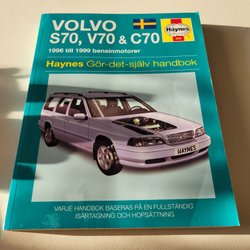 VOLVO
S70, V70 & C70
1996 till 1999 bensinmotorer
Haynes
Haynes Gör-det-själv handbok
HAYNES
VARJE HANDBOK BASERAS PÅ EN FULLSTÄNDIG
ISÄRTAGNING OCH HOPSÄTTNING